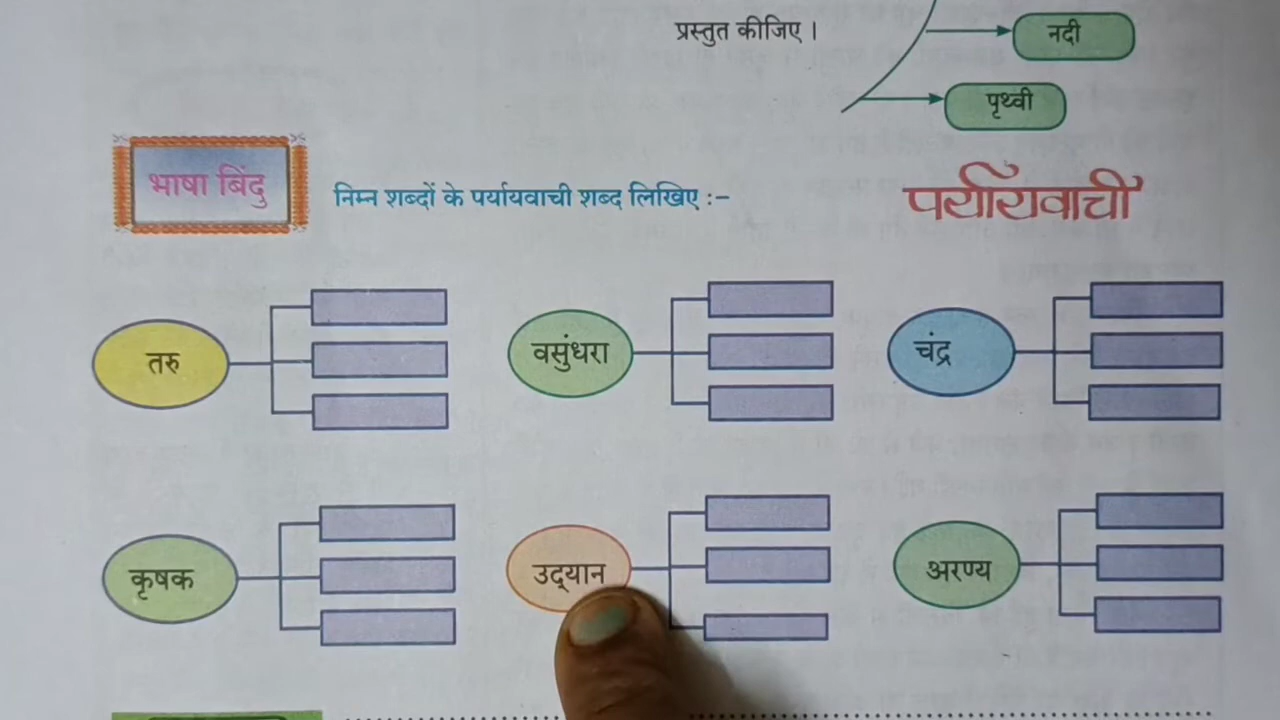 प्रस्तुत कीजिए ।
नदी
पृथ्वी
भाषा बिंदु
निम्न शब्दों के पर्यायवाची शब्द लिखिए :–
पर्यायवाची
तरु
वसुंधरा
चंद्र
कृषक
उद्‌यान
अरण्य